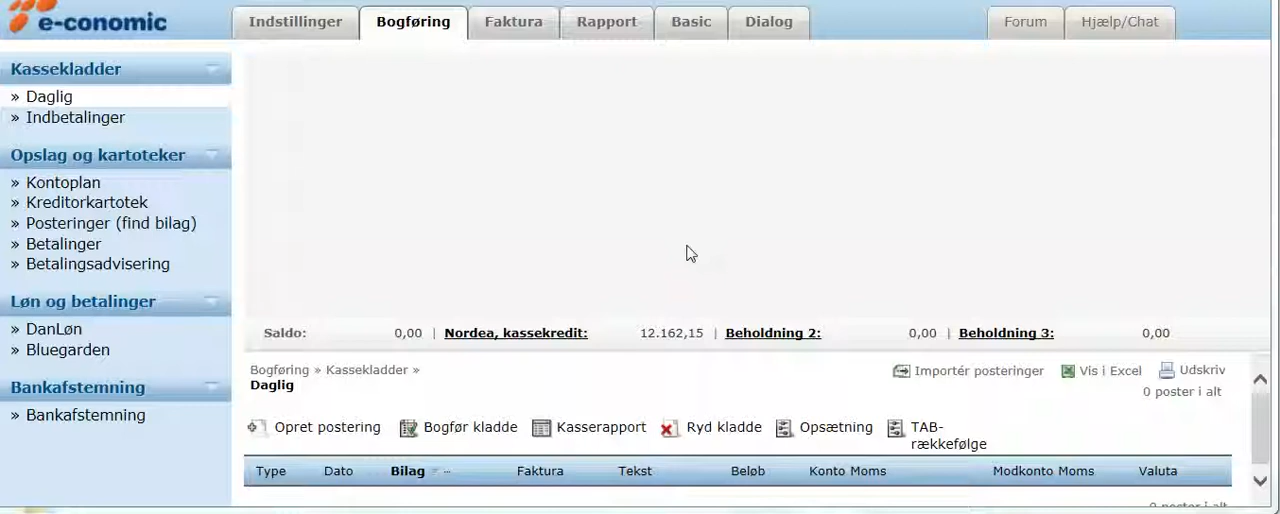 e-conomic
Indstillinger Bogføring Faktura Rapport Basic Dialog Forum Hjælp/Chat
Kassekladder
» Daglig
» Indbetalinger
Opslag og kartoteker
» Kontoplan
» Kreditorkartotek
» Posteringer (find bilag)
» Betalinger
» Betalingsadvisering
Løn og betalinger
» DanLøn
» Bluegarden
Bankafstemning
» Bankafstemning
Saldo: 0,00 | Nordea, kassekredit: 12.162,15 | Beholdning 2: 0,00 | Beholdning 3: 0,00
Bogføring » Kassekladder »
Daglig
Importér posteringer Vis i Excel Udskriv
0 poster i alt
Opret postering Bogfør kladde Kasserapport Ryd kladde Opsætning TAB-
rækkefølge
Type Dato Bilag Faktura Tekst Beløb Konto Moms Modkonto Moms Valuta
0 poster i alt